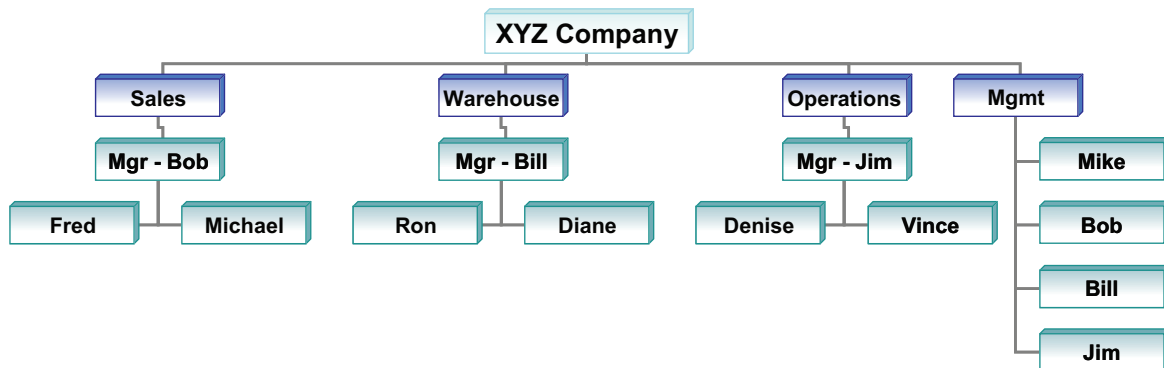 XYZ Company
Sales
Warehouse
Operations
Mgmt
Mgr - Bob
Mgr - Bill
Mgr - Jim
Mike
Fred
Michael
Ron
Diane
Denise
Vince
Bob
Bill
Jim